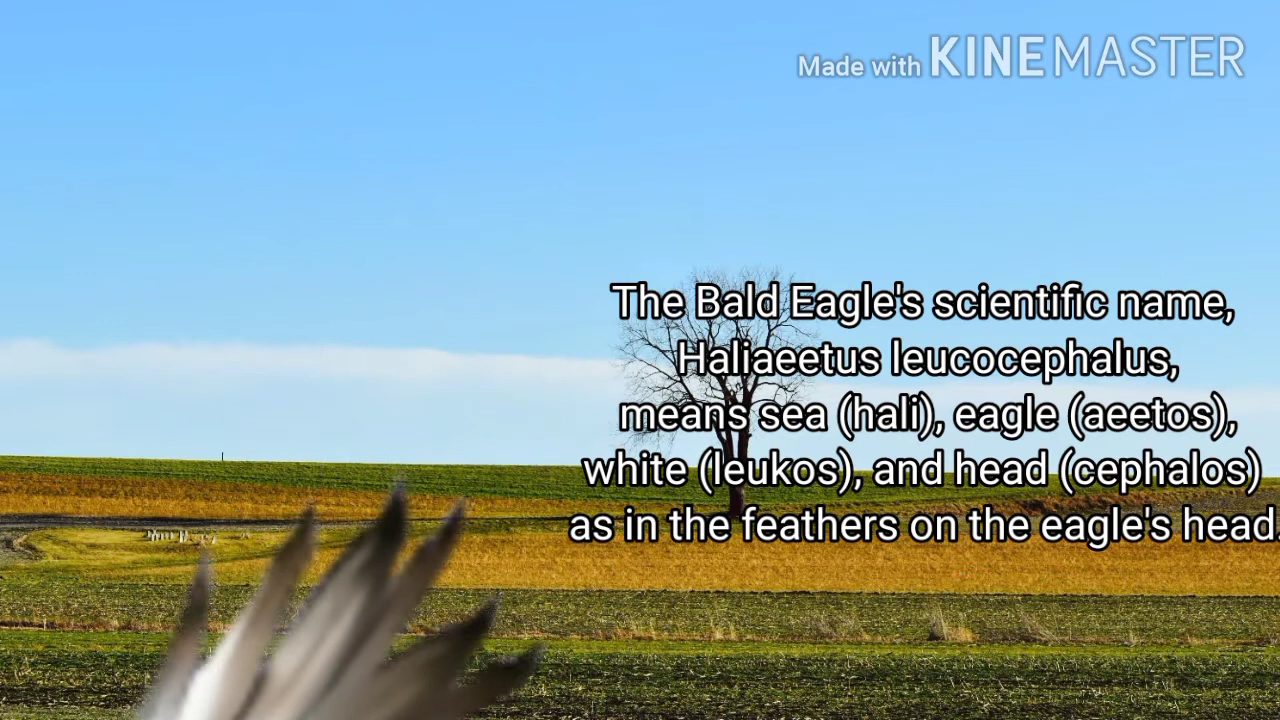 Made with KINEMASTER
The Bald Eagle's scientific name,
Haliaeetus leucocephalus,
means sea (hali), eagle (aeetos),
white (leukos), and head (cephalos)
as in the feathers on the eagle's head.